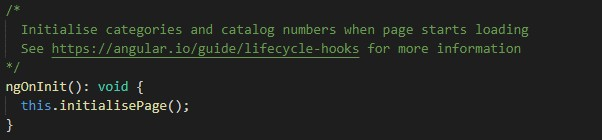 /*
  Initialise categories and catalog numbers when page starts loading
  See https://angular.io/guide/lifecycle-hooks for more information
*/
ngOnInit(): void {
  this.initialisePage();
}